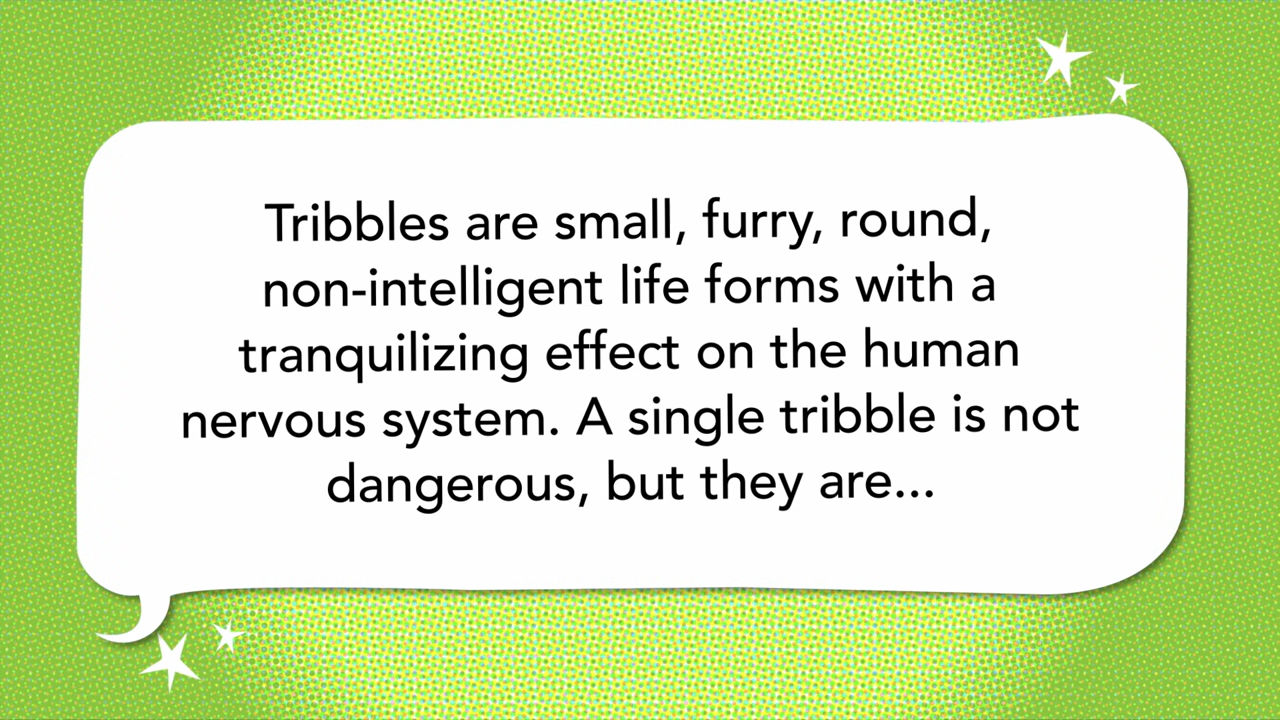 Tribbles are small, furry, round,
non-intelligent life forms with a
tranquilizing effect on the human
nervous system. A single tribble is not
dangerous, but they are...